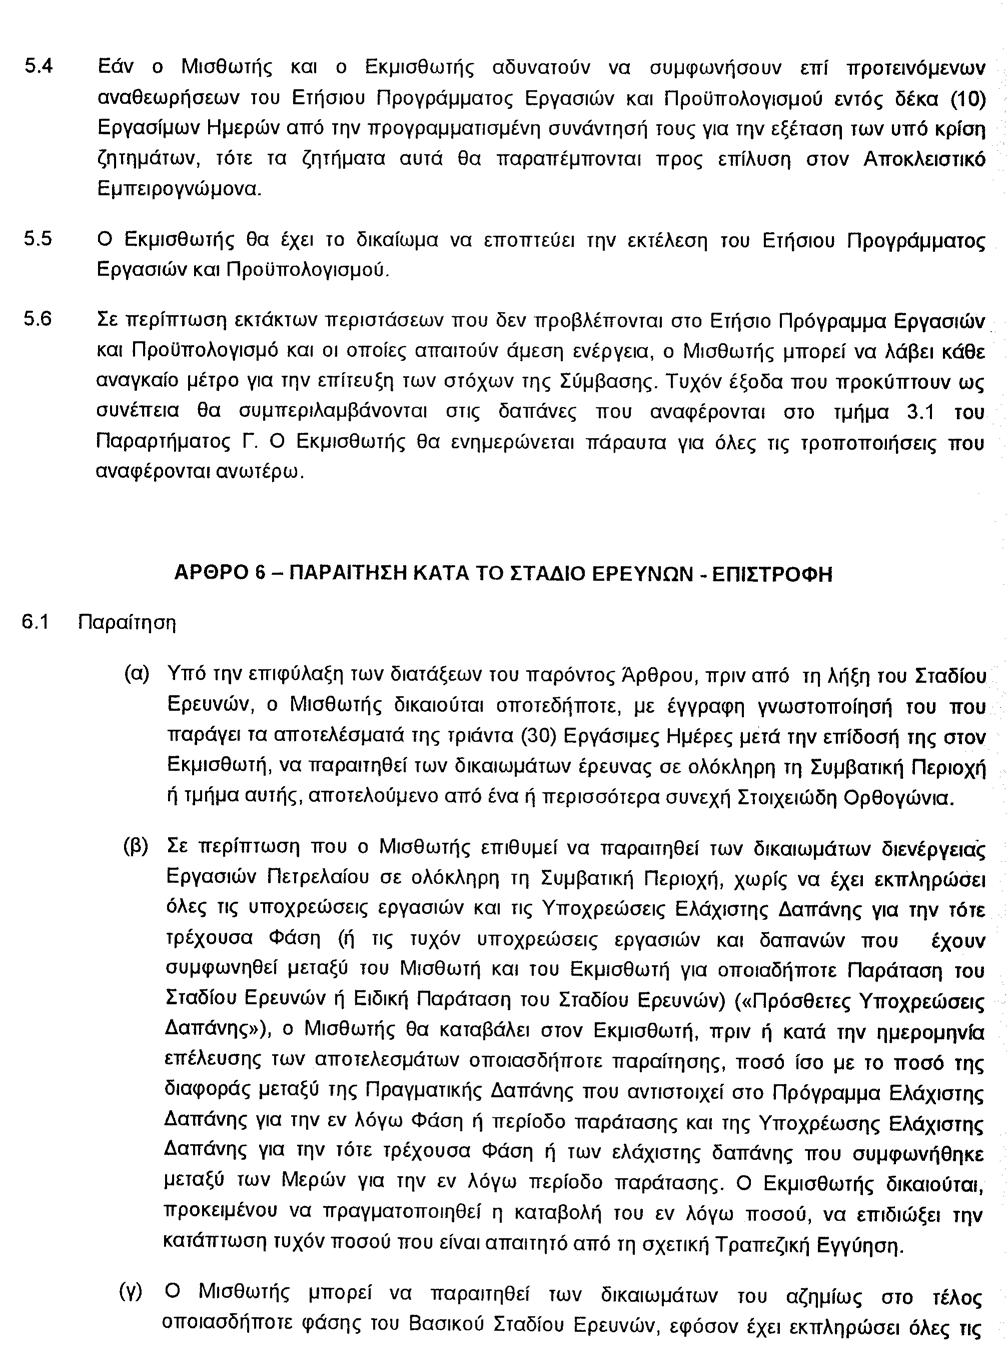 5.4 Εάν ο Μισθωτής και ο Εκμισθωτής αδυνατούν να συμφωνήσουν επί προτεινόμενων
αναθεωρήσεων του Ετήσιου Προγράμματος Εργασιών και Προϋπολογισμού εντός δέκα (10)
Εργασίμων Ημερών από την προγραμματισμένη συνάντησή τους για την εξέταση των υπό κρίση
ζητημάτων, τότε τα ζητήματα αυτά θα παραπέμπονται προς επίλυση στον Αποκλειστικό
Εμπειρογνώμονα.
5.5 Ο Εκμισθωτής θα έχει το δικαίωμα να εποπτεύει την εκτέλεση του Ετήσιου Προγράμματος
Εργασιών και Προϋπολογισμού.
5.6 Σε περίπτωση εκτάκτων περιστάσεων που δεν προβλέπονται στο Ετήσιο Πρόγραμμα Εργασιών
και Προϋπολογισμό και οι οποίες απαιτούν άμεση ενέργεια, ο Μισθωτής μπορεί να λάβει κάθε
αναγκαίο μέτρο για την επίτευξη των στόχων της Σύμβασης. Τυχόν έξοδα που προκύπτουν ως
συνέπεια θα συμπεριλαμβάνονται στις δαπάνες που αναφέρονται στο τμήμα 3.1 του
Παραρτήματος Γ. Ο Εκμισθωτής θα ενημερώνεται πάραυτα για όλες τις τροποποιήσεις που
αναφέρονται ανωτέρω.
ΑΡΘΡΟ 6 – ΠΑΡΑΙΤΗΣΗ ΚΑΤΑ ΤΟ ΣΤΑΔΙΟ ΕΡΕΥΝΩΝ - ΕΠΙΣΤΡΟΦΗ
6.1 Παραίτηση
(α) Υπό την επιφύλαξη των διατάξεων του παρόντος Άρθρου, πριν από τη λήξη του Σταδίου
Ερευνών, ο Μισθωτής δικαιούται οποτεδήποτε, με έγγραφη γνωστοποίησή του που
παράγει τα αποτελέσματά της τριάντα (30) Εργάσιμες Ημέρες μετά την επίδοσή της στον
Εκμισθωτή, να παραιτηθεί των δικαιωμάτων έρευνας σε ολόκληρη τη Συμβατική Περιοχή
ή τμήμα αυτής, αποτελούμενο από ένα ή περισσότερα συνεχή Στοιχειώδη Ορθογώνια.
(β) Σε περίπτωση που ο Μισθωτής επιθυμεί να παραιτηθεί των δικαιωμάτων διενέργειας
Εργασιών Πετρελαίου σε ολόκληρη τη Συμβατική Περιοχή, χωρίς να έχει εκπληρώσει
όλες τις υποχρεώσεις εργασιών και τις Υποχρεώσεις Ελάχιστης Δαπάνης για την τότε
τρέχουσα Φάση (ή τις τυχόν υποχρεώσεις εργασιών και δαπανών που έχουν
συμφωνηθεί μεταξύ του Μισθωτή και του Εκμισθωτή για οποιαδήποτε Παράταση του
Σταδίου Ερευνών ή Ειδική Παράταση του Σταδίου Ερευνών) («Πρόσθετες Υποχρεώσεις
Δαπάνης»), ο Μισθωτής θα καταβάλει στον Εκμισθωτή, πριν ή κατά την ημερομηνία
επέλευσης των αποτελεσμάτων οποιασδήποτε παραίτησης, ποσό ίσο με το ποσό της
διαφοράς μεταξύ της Πραγματικής Δαπάνης που αντιστοιχεί στο Πρόγραμμα Ελάχιστης
Δαπάνης για την εν λόγω Φάση ή περίοδο παράτασης και της Υποχρέωσης Ελάχιστης
Δαπάνης για την τότε τρέχουσα Φάση ή των ελάχιστης δαπάνης που συμφωνήθηκε
μεταξύ των Μερών για την εν λόγω περίοδο παράτασης. Ο Εκμισθωτής δικαιούται,
προκειμένου να πραγματοποιηθεί η καταβολή του εν λόγω ποσού, να επιδιώξει την
κατάπτωση τυχόν ποσού που είναι απαιτητό από τη σχετική Τραπεζική Εγγύηση.
(γ) Ο Μισθωτής μπορεί να παραιτηθεί των δικαιωμάτων του αζημίως στο τέλος
οποιασδήποτε φάσης του Βασικού Σταδίου Ερευνών, εφόσον έχει εκπληρώσει όλες τις